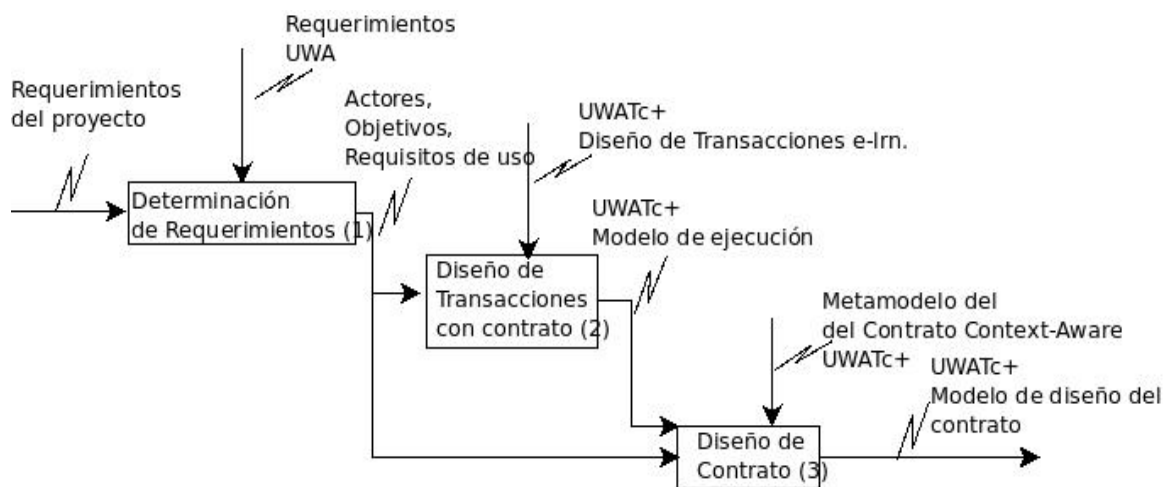 Requerimientos
UWA
Requerimientos
del proyecto
Actores,
Objetivos,
Requisitos de uso
UWATc+
Diseño de Transacciones e-lrn.
Determinación
de Requerimientos (1)
UWATc+
Modelo de ejecución
Diseño de
Transacciones
con contrato (2)
Metamodelo del
del Contrato Context-Aware
UWATc+
UWATc+
Modelo de diseño del
contrato
Diseño de
Contrato (3)